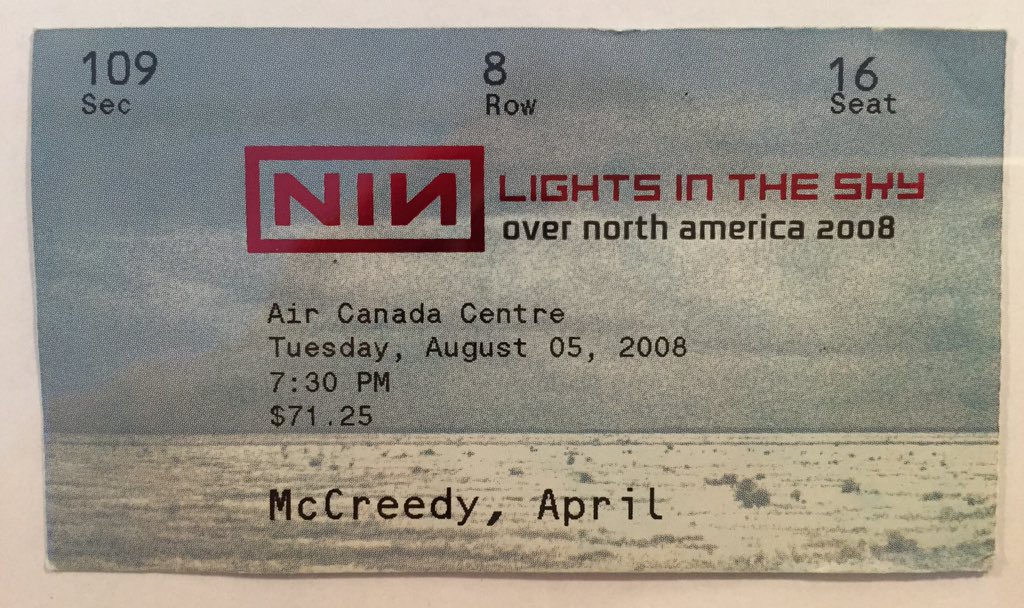 109 8 16
Sec Row Seat
NIN LIGHTS IN THE SKY
over north america 2008
Air Canada Centre
Tuesday, August 05, 2008
7:30 PM
$71.25
McCreedy, April